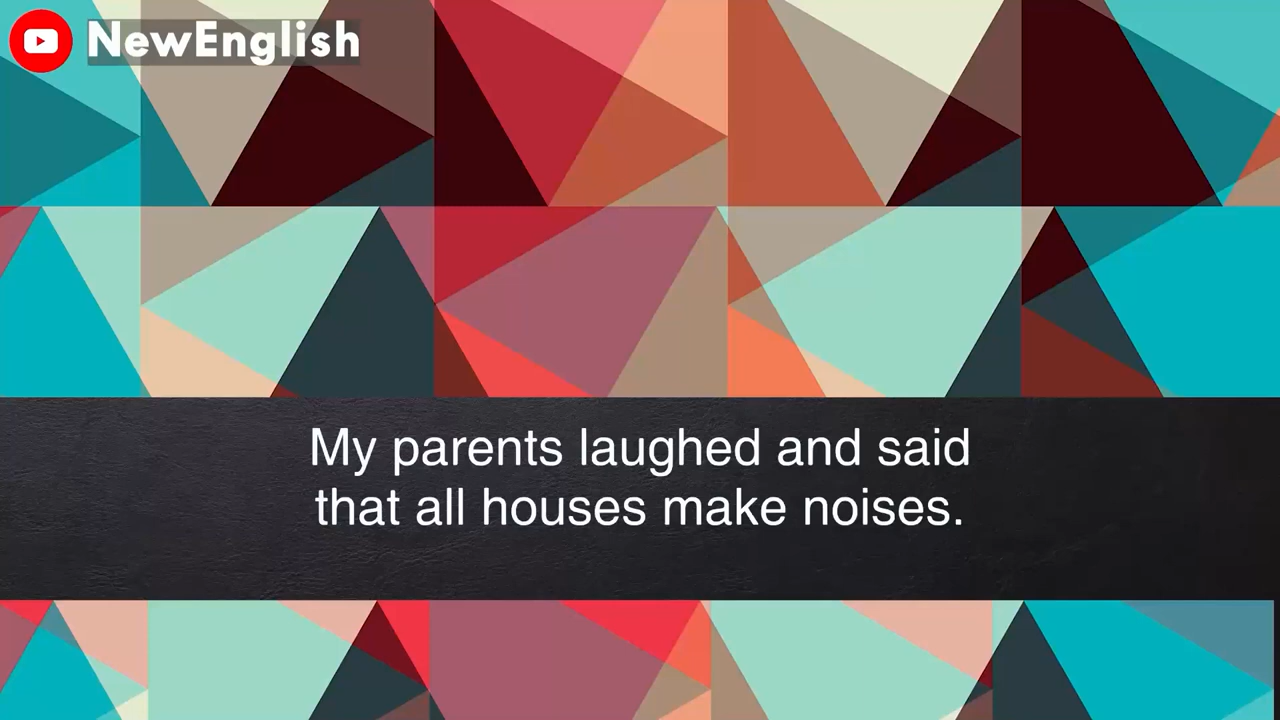 NewEnglish
My parents laughed and said
that all houses make noises.